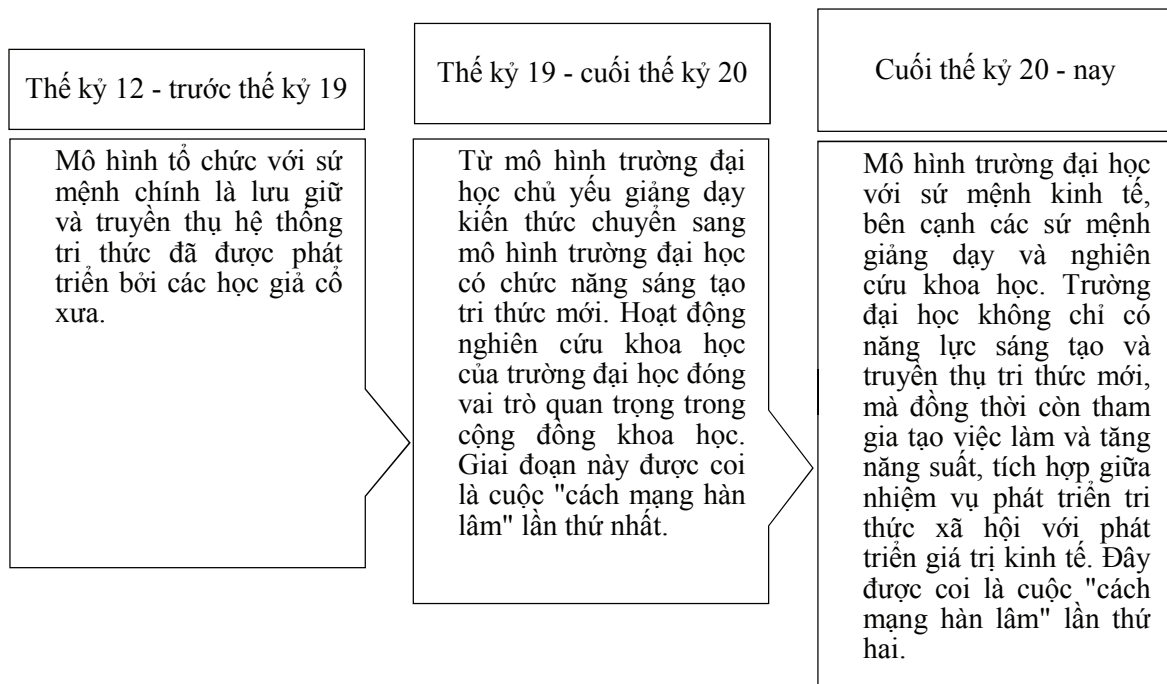 Thế kỷ 12 - trước thế kỷ 19
Mô hình tổ chức với sứ
mệnh chính là lưu giữ
và truyền thụ hệ thống
tri thức đã được phát
triển bởi các học giả cổ
xưa.
Thế kỷ 19 - cuối thế kỷ 20
Từ mô hình trường đại
học chủ yếu giảng dạy
kiến thức chuyển sang
mô hình trường đại học
có chức năng sáng tạo
tri thức mới. Hoạt động
nghiên cứu khoa học
của trường đại học đóng
vai trò quan trọng trong
cộng đồng khoa học.
Giai đoạn này được coi
là cuộc "cách mạng hàn
lâm" lần thứ nhất.
Cuối thế kỷ 20 - nay
Mô hình trường đại học
với sứ mệnh kinh tế,
bên cạnh các sứ mệnh
giảng dạy và nghiên
cứu khoa học. Trường
đại học không chỉ có
năng lực sáng tạo và
truyền thụ tri thức mới,
mà đồng thời còn tham
gia tạo việc làm và tăng
năng suất, tích hợp giữa
nhiệm vụ phát triển tri
thức xã hội với phát
triển giá trị kinh tế. Đây
được coi là cuộc "cách
mạng hàn lâm" lần thứ
hai.